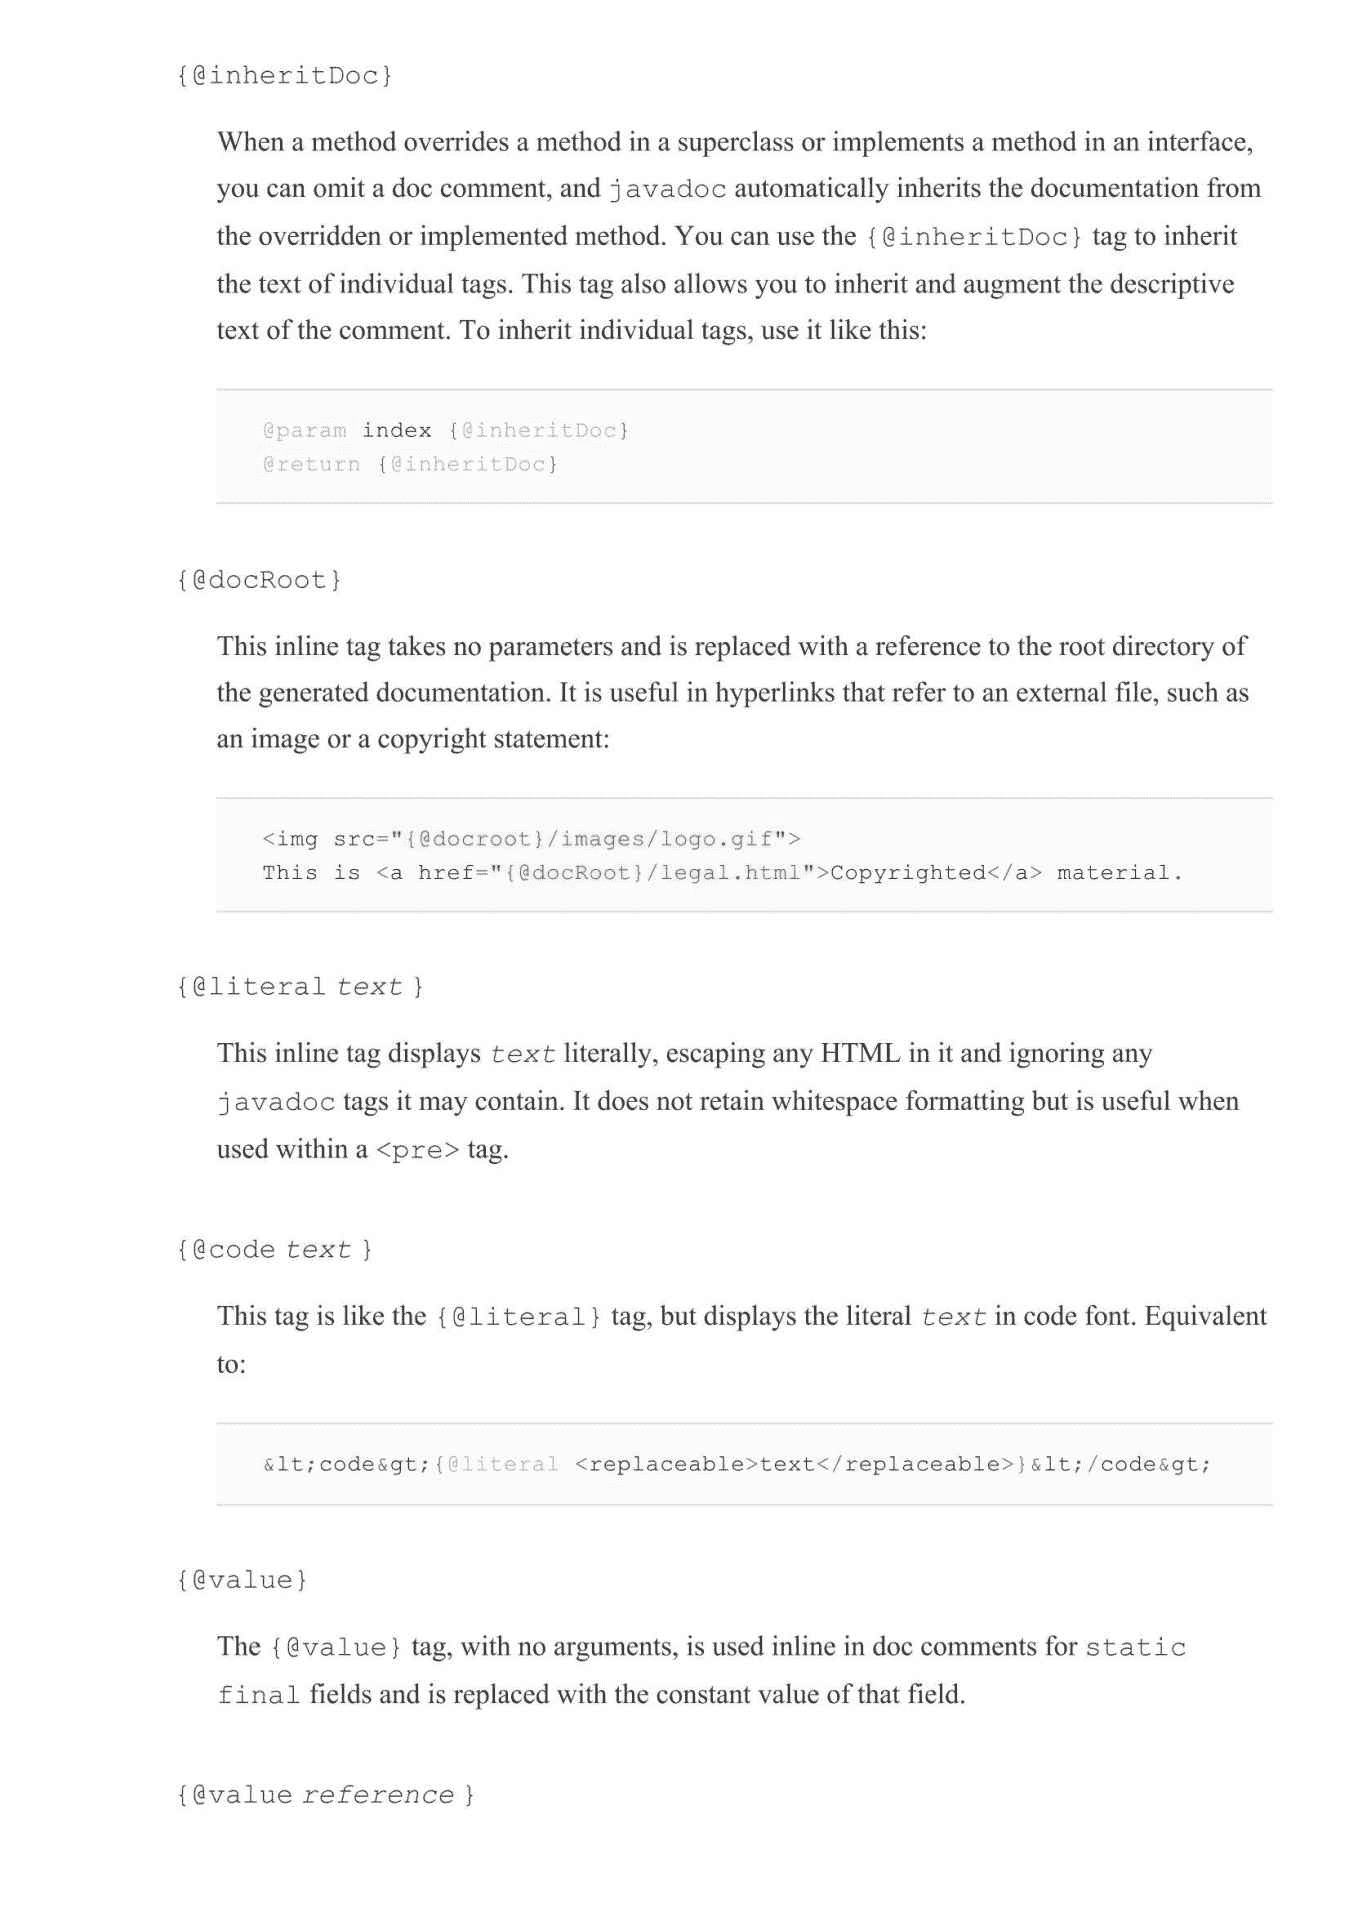 {@inheritDoc}
When a method overrides a method in a superclass or implements a method in an interface,
you can omit a doc comment, and javadoc automatically inherits the documentation from
the overridden or implemented method. You can use the {@inheritDoc} tag to inherit
the text of individual tags. This tag also allows you to inherit and augment the descriptive
text of the comment. To inherit individual tags, use it like this:
@param index {@inheritDoc}
@return {@inheritDoc}
{@docRoot}
This inline tag takes no parameters and is replaced with a reference to the root directory of
the generated documentation. It is useful in hyperlinks that refer to an external file, such as
an image or a copyright statement:
<img src="{@docroot}/images/logo.gif">
This is <a href="{@docRoot}/legal.html">Copyrighted</a> material.
{@literal text }
This inline tag displays text literally, escaping any HTML in it and ignoring any
javadoc tags it may contain. It does not retain whitespace formatting but is useful when
used within a <pre> tag.
{@code text }
This tag is like the {@literal} tag, but displays the literal text in code font. Equivalent
to:
&lt;code&gt;{@literal <replaceable>text</replaceable>}&lt;/code&gt;
{@value}
The {@value} tag, with no arguments, is used inline in doc comments for static
final fields and is replaced with the constant value of that field.
{@value reference }